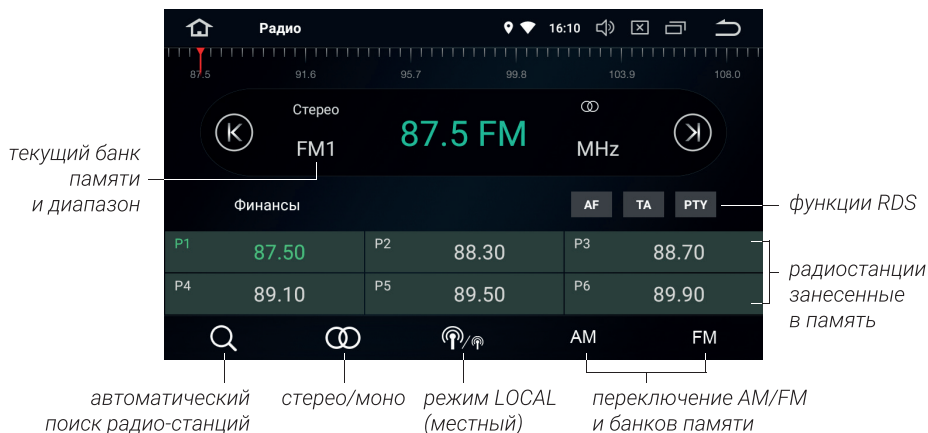 Радио
16:10
87.5 91.6 95.7 99.8 103.9 108.0
Стерео
87.5 FM
FM1
MHz
текущий банк
памяти
и диапазон
Финансы
AF TA PTY
функции RDS
P1 87.50 P2 88.30 P3 88.70
P4 89.10 P5 89.50 P6 89.90
радиостанции
занесенные
в память
AM FM
автоматический
поиск радио-станций
стерео/моно
режим LOCAL
(местный)
переключение AM/FM
и банков памяти